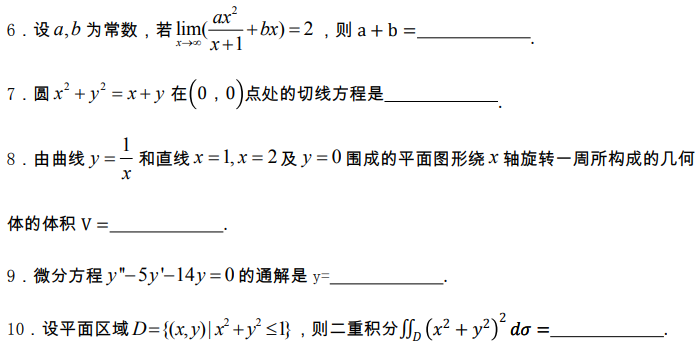 6．设 a,b 为常数，若 lim_{x→∞}(ax²/(x+1)+bx)=2，则 a + b =____________.
7．圆 x²+y²=x+y 在(0，0)点处的切线方程是____________.
8．由曲线 y=1/x 和直线 x=1,x=2 及 y=0 围成的平面图形绕 x 轴旋转一周所构成的几何
体的体积 V =____________.
9．微分方程 y''−5y'−14y=0 的通解是 y=____________.
10．设平面区域 D={(x,y)|x²+y²≤1}，则二重积分∬_D (x²+y²)² dσ =____________.